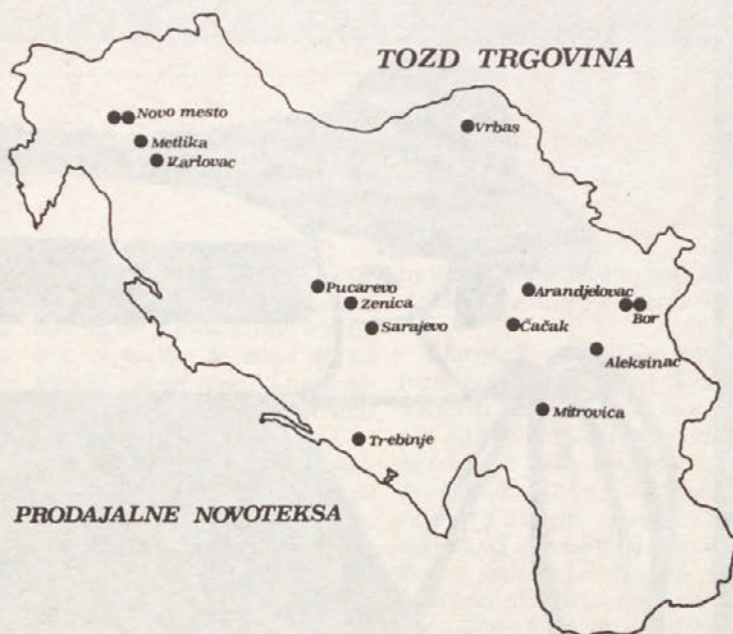 TOZD TRGOVINA
Novo mesto
Vrbas
Metlika
Karlovac
Pucarevo
Arandjelovac
Zenica
Bor
Sarajevo
Čačak
Aleksinac
Mitrovica
Trebinje
PRODAJALNE NOVOTEKSA